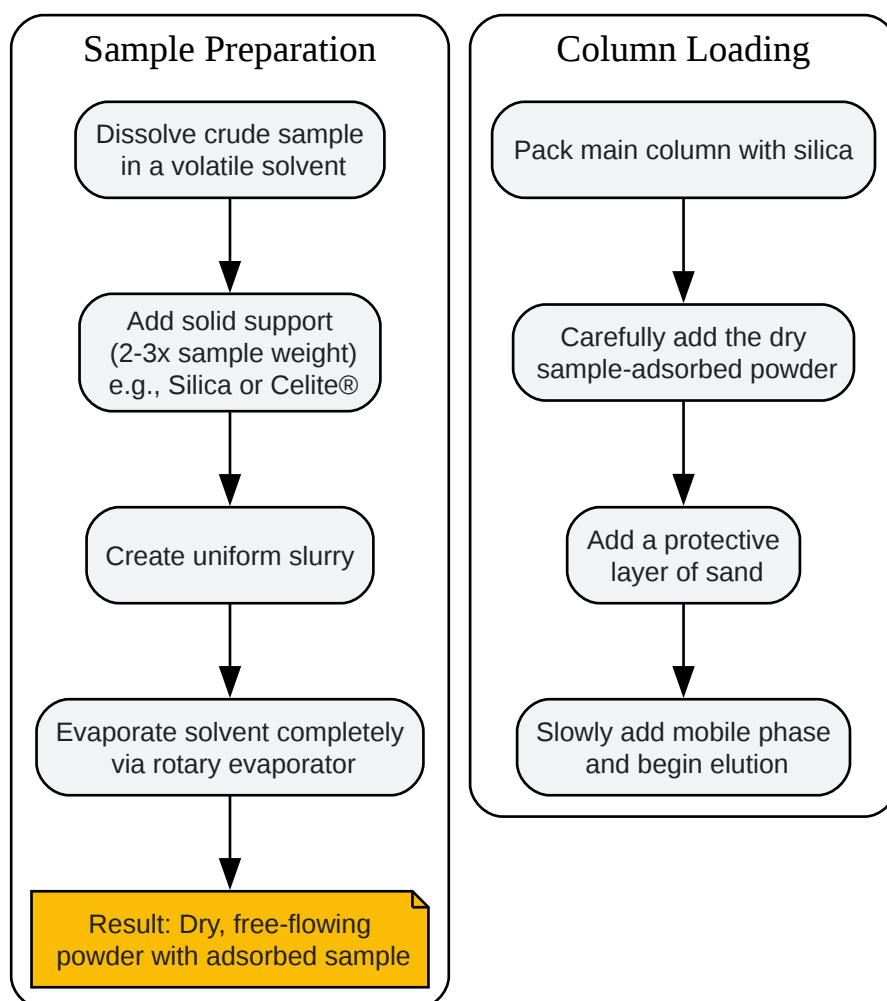 Sample Preparation
Dissolve crude sample
in a volatile solvent
Add solid support
(2-3x sample weight)
e.g., Silica or Celite®
Create uniform slurry
Evaporate solvent completely
via rotary evaporator
Result: Dry, free-flowing
powder with adsorbed sample
Column Loading
Pack main column with silica
Carefully add the dry
sample-adsorbed powder
Add a protective
layer of sand
Slowly add mobile phase
and begin elution